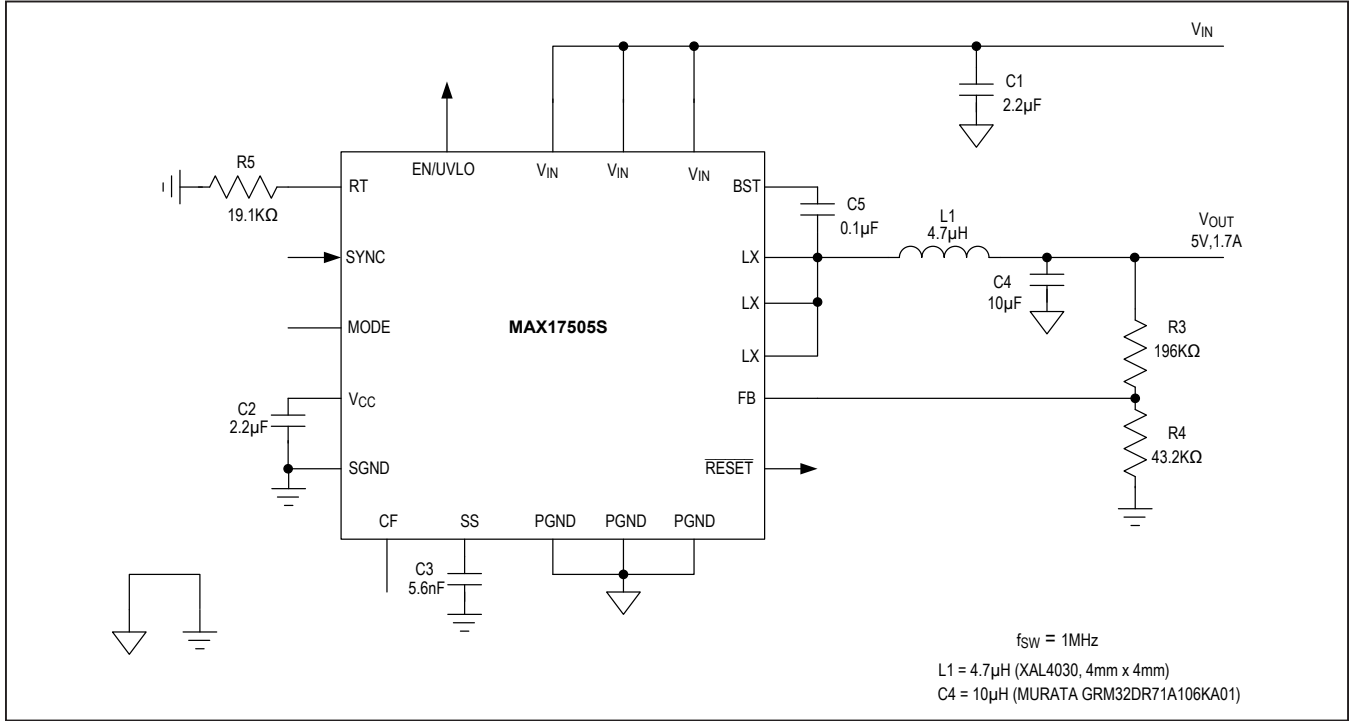 VIN
C1
2.2µF
R5
19.1KΩ
EN/UVLO
VIN
VIN
VIN
RT
BST
C5
0.1µF
L1
4.7µH
VOUT
5V,1.7A
SYNC
LX
C4
10µF
LX
R3
196KΩ
MODE
MAX17505S
LX
VCC
FB
C2
2.2µF
R4
43.2KΩ
SGND
RESET
CF
SS
PGND
PGND
PGND
C3
5.6nF
fSW = 1MHz
L1 = 4.7µH (XAL4030, 4mm x 4mm)
C4 = 10µH (MURATA GRM32DR71A106KA01)